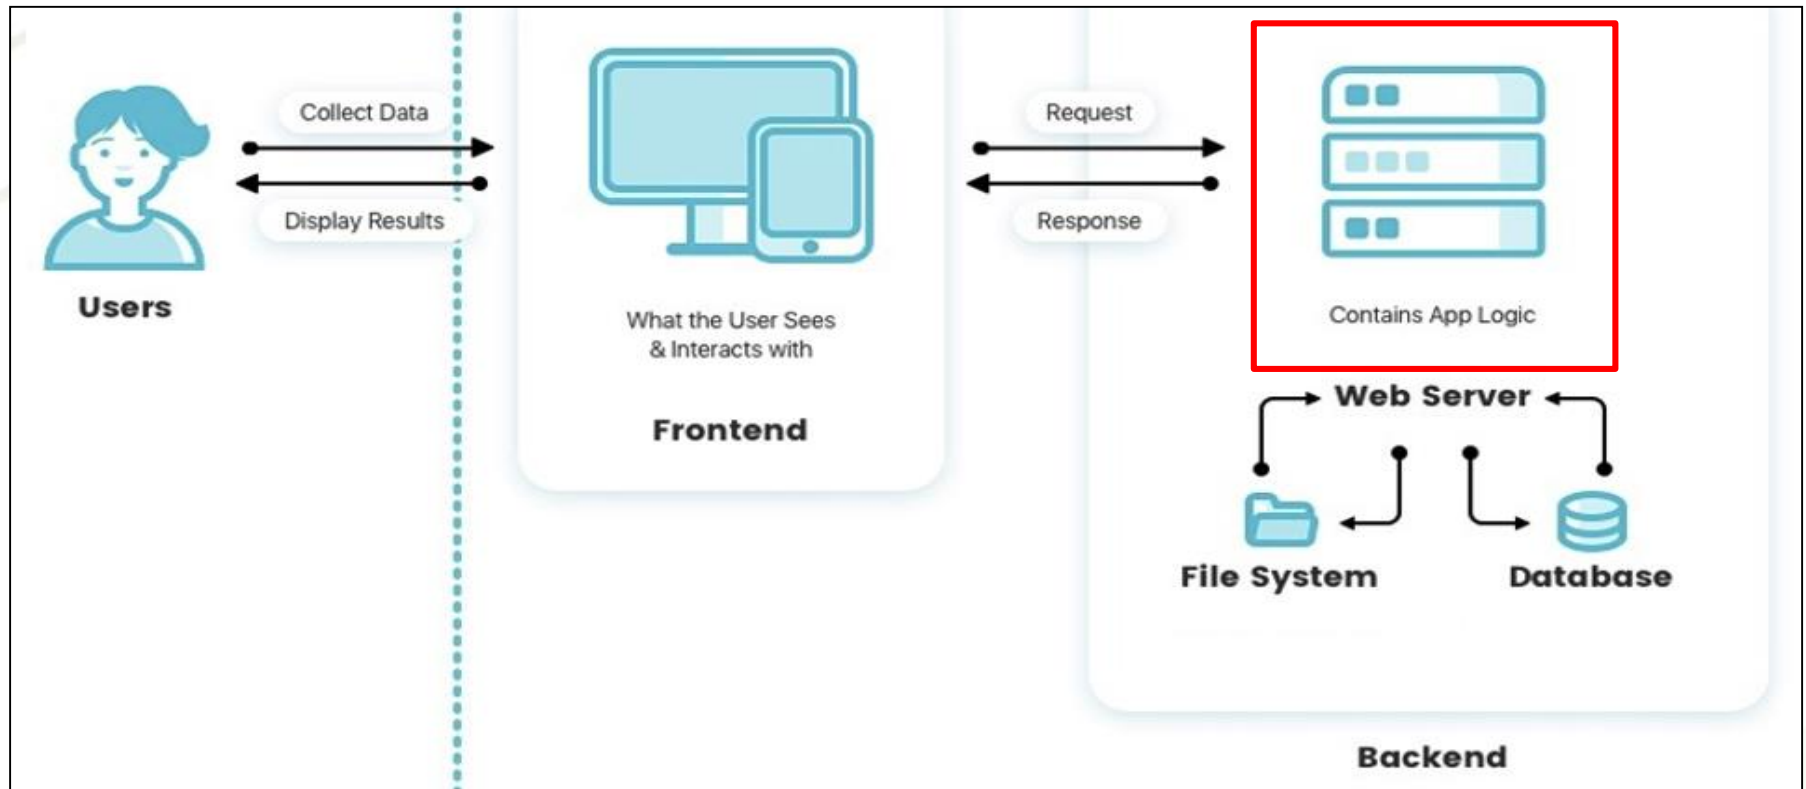 Collect Data
Display Results
Users
What the User Sees
& Interacts with
Frontend
Request
Response
Contains App Logic
Web Server
File System
Database
Backend